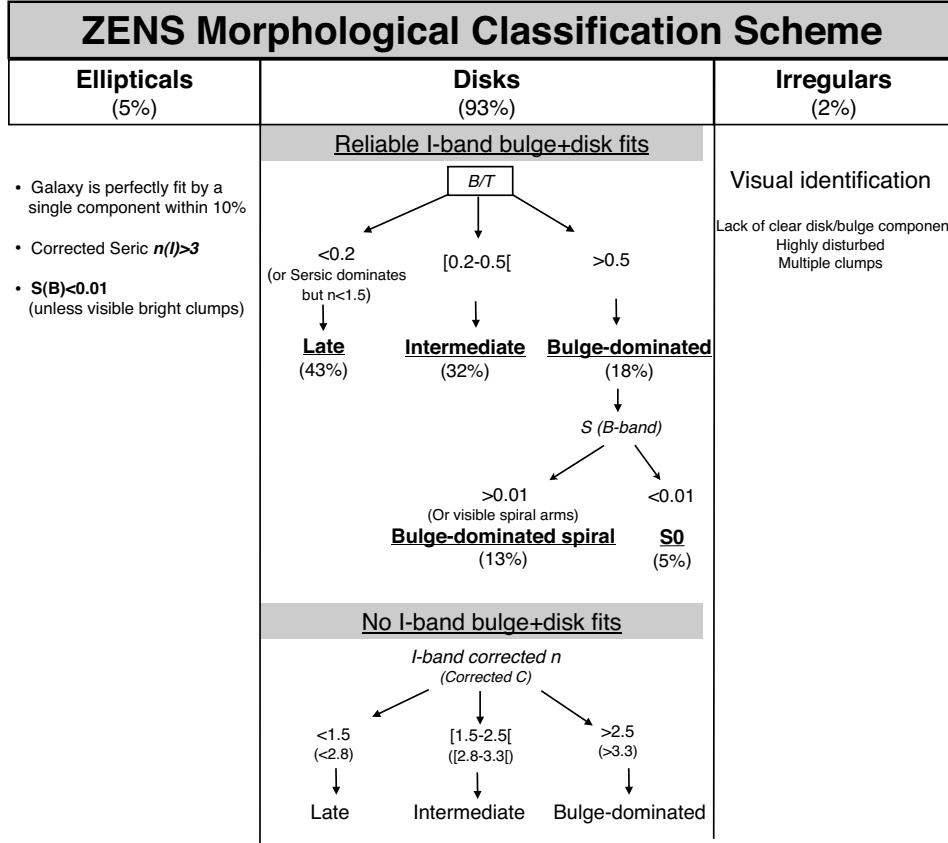 ZENS Morphological Classification Scheme
Ellipticals
(5%)
Disks
(93%)
Irregulars
(2%)
• Galaxy is perfectly fit by a
single component within 10%
• Corrected Seric n(I)>3
• S(B)<0.01
(unless visible bright clumps)
Reliable I-band bulge+disk fits
B/T
<0.2
(or Sersic dominates
but n<1.5)
[0.2-0.5[
>0.5
Late
(43%)
Intermediate
(32%)
Bulge-dominated
(18%)
S (B-band)
>0.01
(Or visible spiral arms)
Bulge-dominated spiral
(13%)
<0.01
S0
(5%)
No I-band bulge+disk fits
I-band corrected n
(Corrected C)
<1.5
(<2.8)
[1.5-2.5[
([2.8-3.3[)
>2.5
(>3.3)
Late
Intermediate
Bulge-dominated
Visual identification
Lack of clear disk/bulge component
Highly disturbed
Multiple clumps